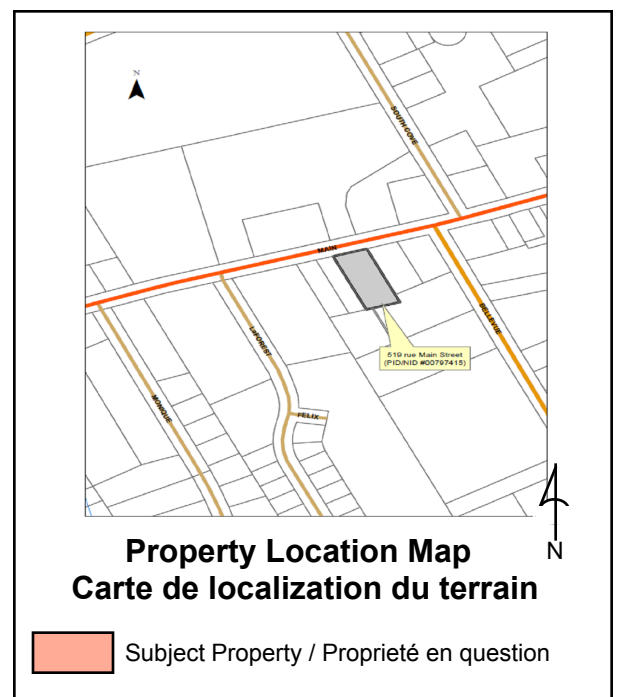 N
SOUTH COVE
MAIN
BELLEVUE
LaFOREST
519 rue Main Street
(PID/NID #00797415)
MONIQUE
FELIX
N
Property Location Map
Carte de localization du terrain
Subject Property / Proprieté en question